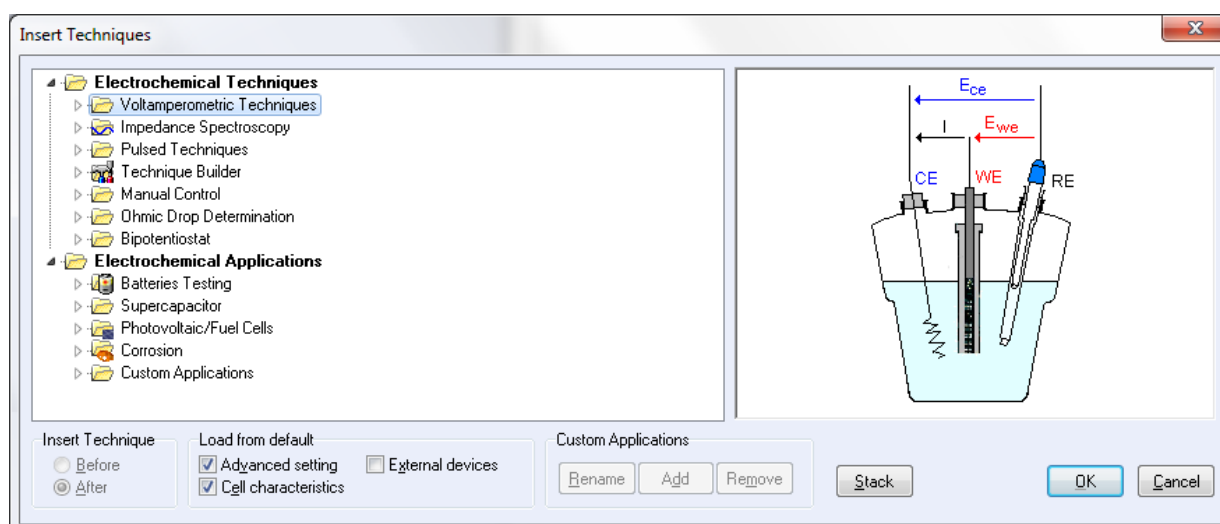 Insert Techniques
Electrochemical Techniques
Voltamperometric Techniques
Impedance Spectroscopy
Pulsed Techniques
Technique Builder
Manual Control
Ohmic Drop Determination
Bipotentiostat
Electrochemical Applications
Batteries Testing
Supercapacitor
Photovoltaic/Fuel Cells
Corrosion
Custom Applications
Ece
I Ewe
CE WE RE
Insert Technique
Before
After
Load from default
Advanced setting External devices
Cell characteristics
Custom Applications
Rename Add Remove
Stack OK Cancel